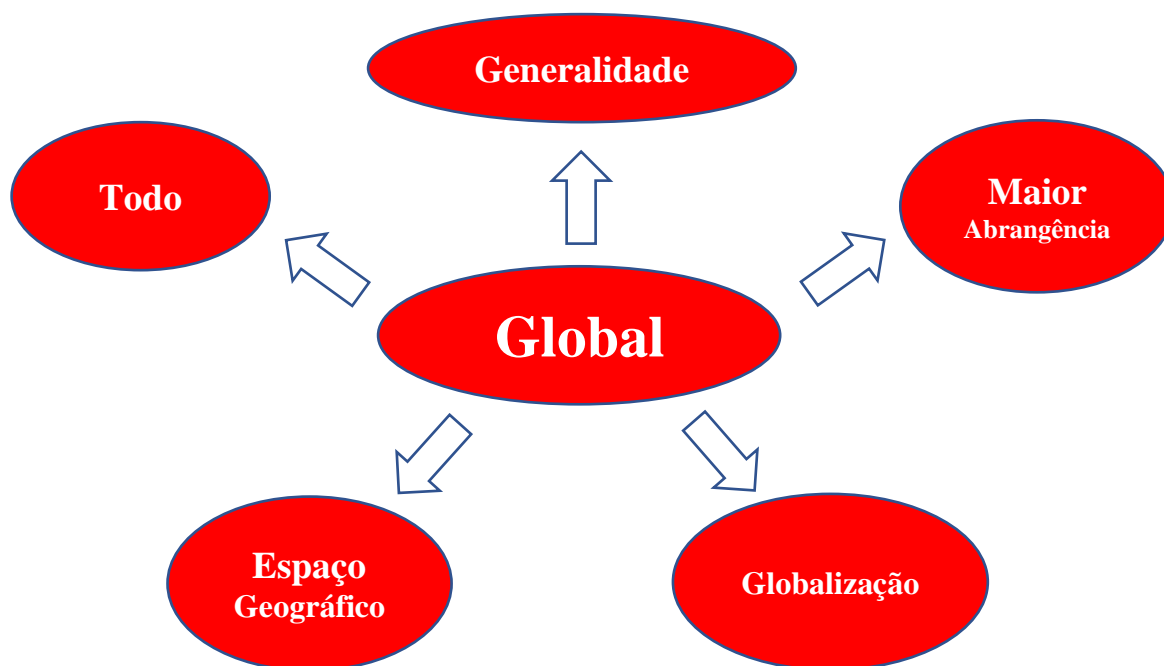 Generalidade
Todo
Maior
Abrangência
Global
Espaço
Geográfico
Globalização